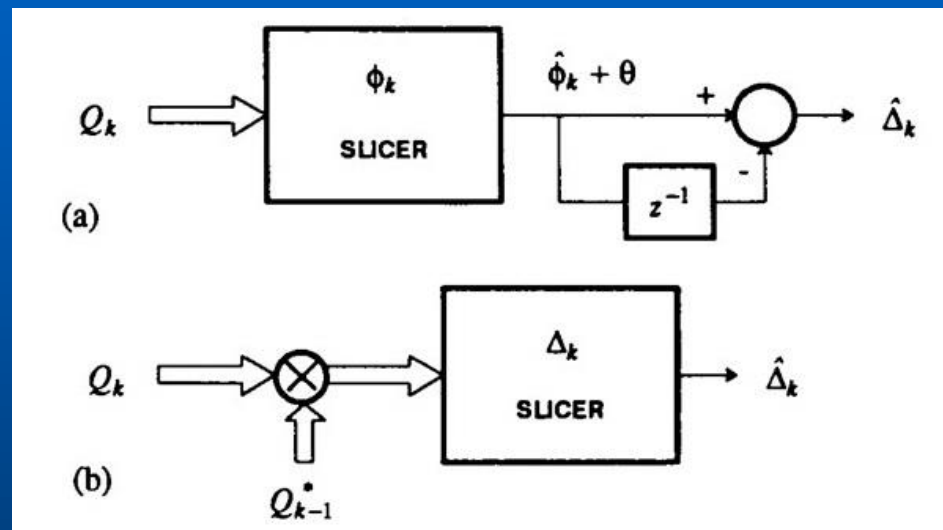 Q_k
ϕ_k
SLICER
ϕ̂_k + θ
+
-
z⁻¹
Δ̂_k
(a)
Q_k
Q*_{k-1}
Δ_k
SLICER
Δ̂_k
(b)